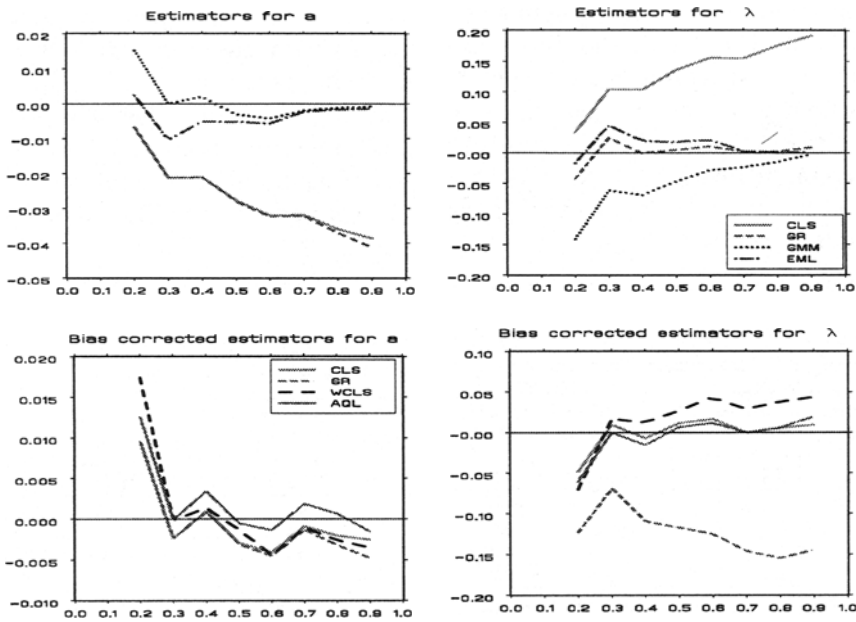 Estimators for a
0.02
0.01
0.00
−0.01
−0.02
−0.03
−0.04
−0.05
0.0 0.1 0.2 0.3 0.4 0.5 0.6 0.7 0.8 0.9 1.0
Estimators for λ
0.20
0.15
0.10
0.05
−0.00
−0.05
−0.10
−0.15
−0.20
CLS
SR
GMM
EML
0.0 0.1 0.2 0.3 0.4 0.5 0.6 0.7 0.8 0.9 1.0
Bias corrected estimators for a
0.020
0.015
0.010
0.005
0.000
−0.005
−0.010
CLS
SR
WCLS
AQL
0.0 0.1 0.2 0.3 0.4 0.5 0.6 0.7 0.8 0.9 1.0
Bias corrected estimators for λ
0.10
0.05
−0.00
−0.05
−0.10
−0.15
−0.20
0.0 0.1 0.2 0.3 0.4 0.5 0.6 0.7 0.8 0.9 1.0